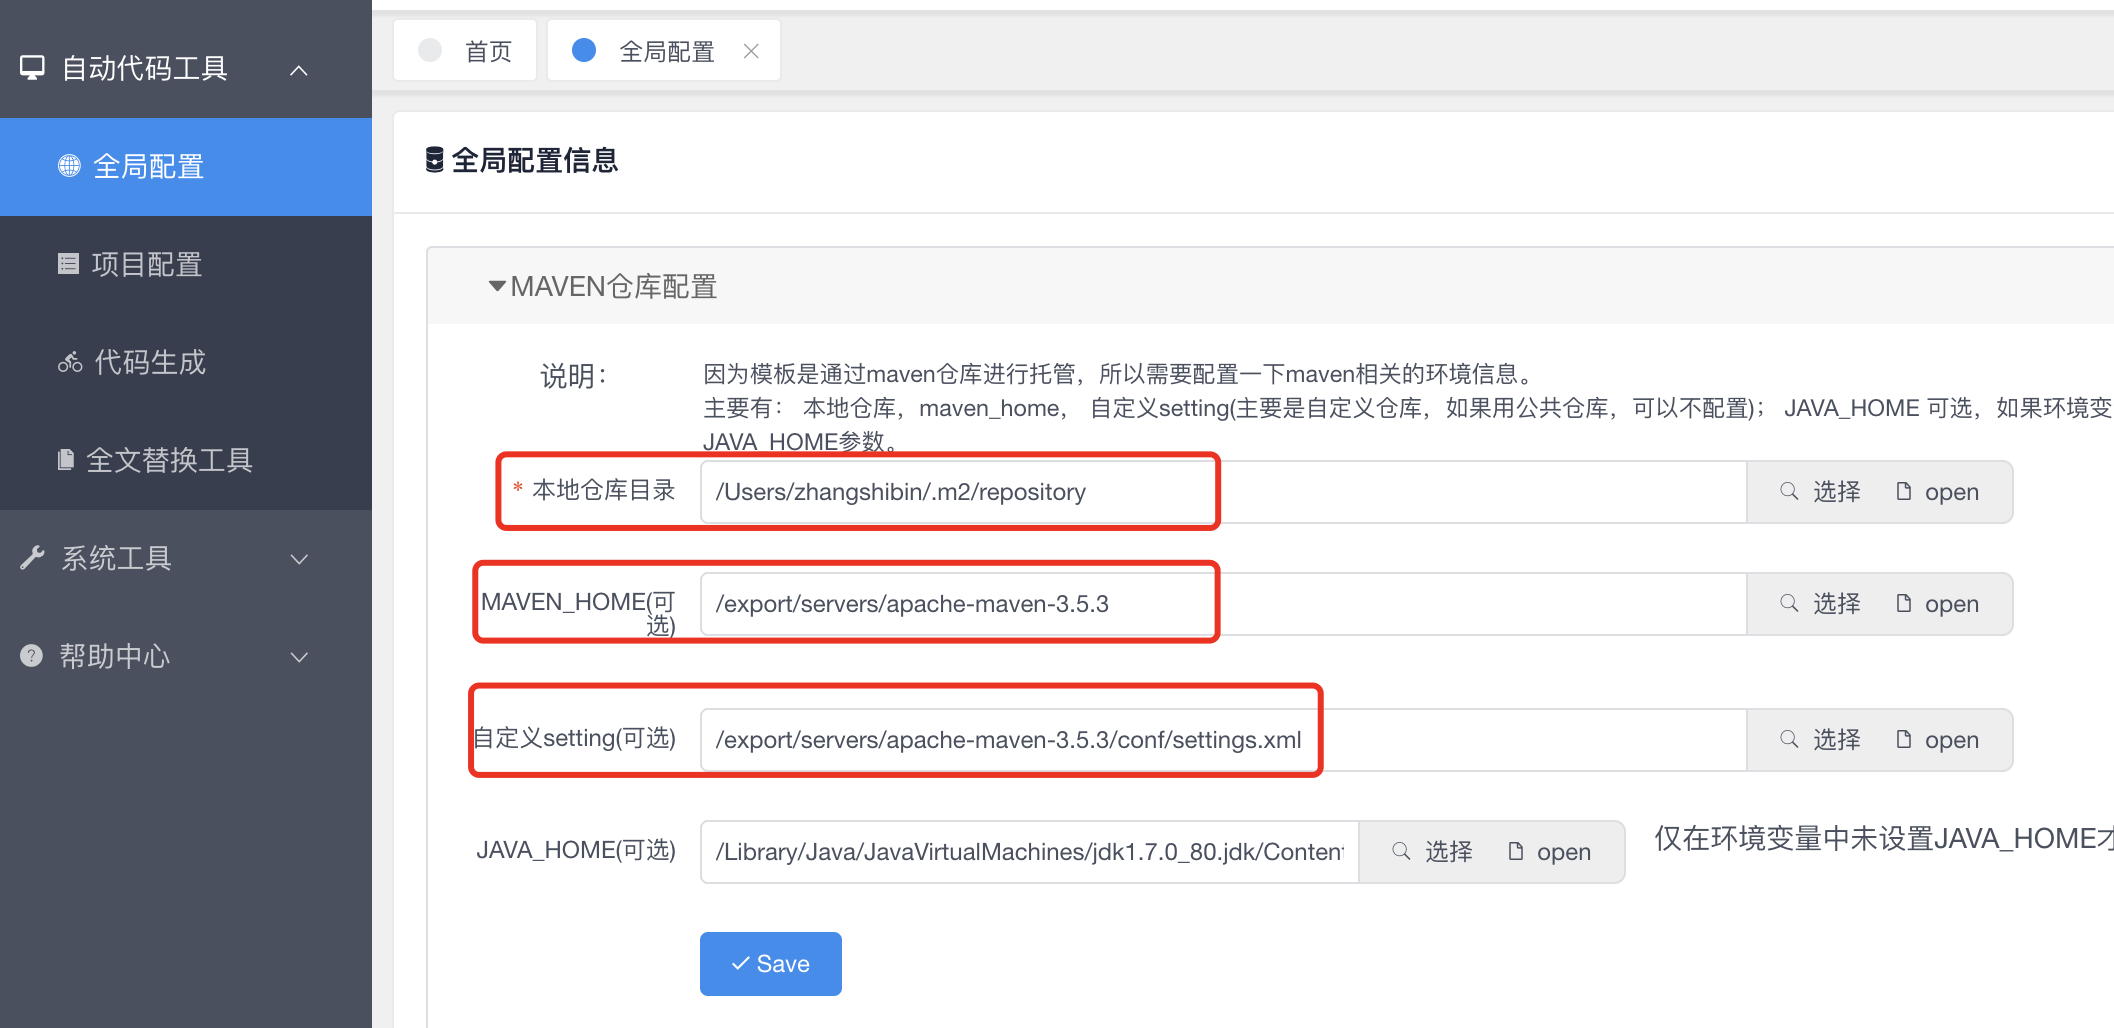 自动代码工具
全局配置
项目配置
代码生成
全文替换工具
系统工具
帮助中心
首页
全局配置
全局配置信息
MAVEN仓库配置
说明：
因为模板是通过maven仓库进行托管，所以需要配置一下maven相关的环境信息。
主要有： 本地仓库，maven_home， 自定义setting(主要是自定义仓库，如果用公共仓库，可以不配置)； JAVA_HOME 可选，如果环境变
JAVA_HOME参数。
* 本地仓库目录
/Users/zhangshibin/.m2/repository
选择 open
MAVEN_HOME(可
选)
/export/servers/apache-maven-3.5.3
选择 open
自定义setting(可选)
/export/servers/apache-maven-3.5.3/conf/settings.xml
选择 open
JAVA_HOME(可选)
/Library/Java/JavaVirtualMachines/jdk1.7.0_80.jdk/Content
选择 open
仅在环境变量中未设置JAVA_HOME才
Save